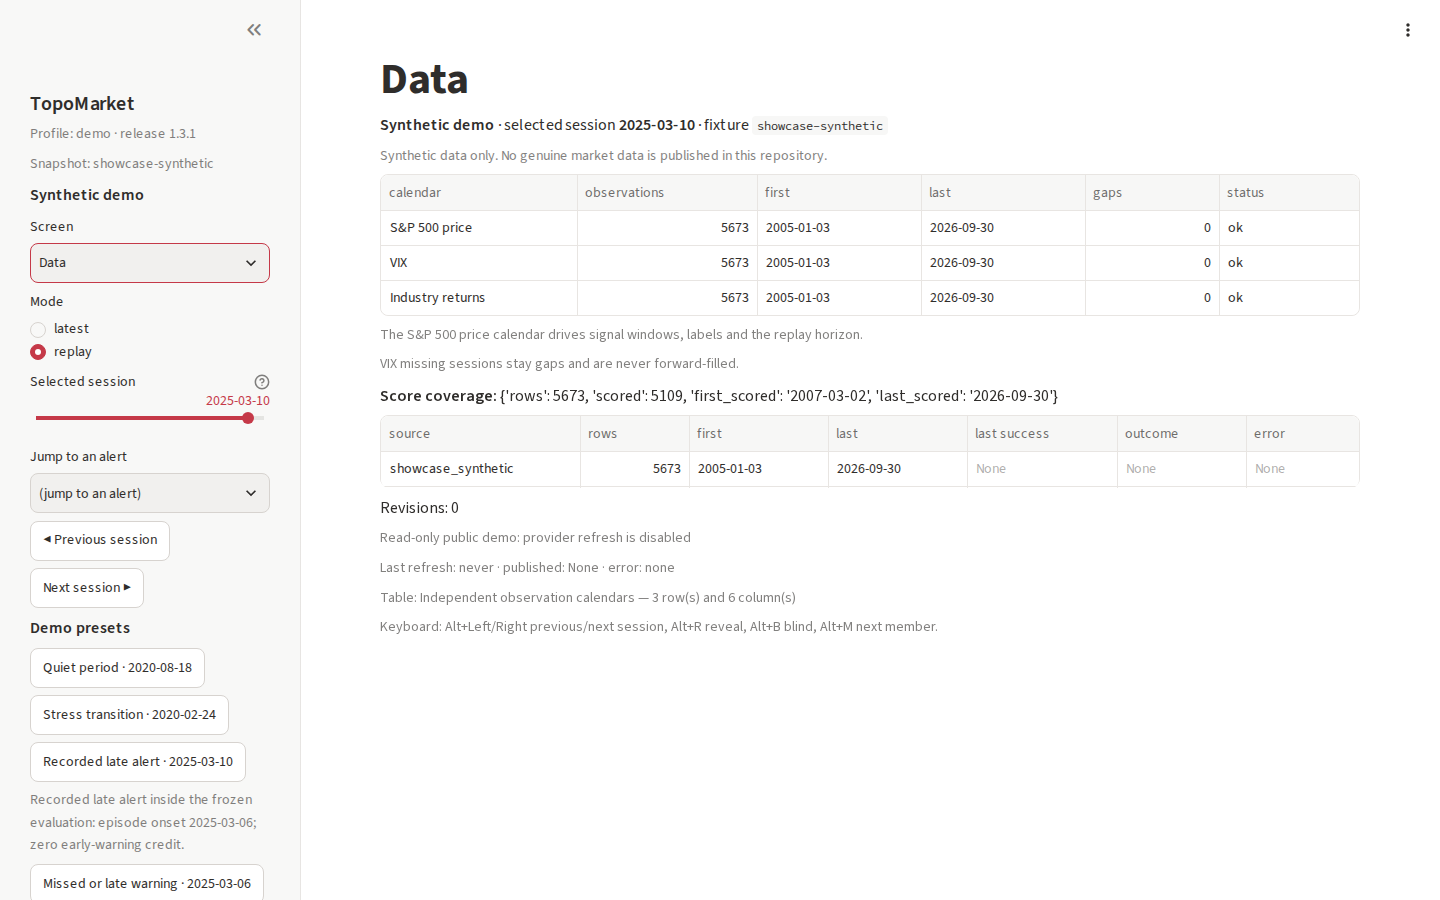 TopoMarket
Profile: demo · release 1.3.1
Snapshot: showcase-synthetic
Synthetic demo
Screen
Data
Mode
latest
replay
Selected session
2025-03-10
Jump to an alert
(jump to an alert)
◂ Previous session
Next session ▸
Demo presets
Quiet period · 2020-08-18
Stress transition · 2020-02-24
Recorded late alert · 2025-03-10
Recorded late alert inside the frozen
evaluation: episode onset 2025-03-06;
zero early-warning credit.
Missed or late warning · 2025-03-06
Data
Synthetic demo · selected session 2025-03-10 · fixture showcase-synthetic
Synthetic data only. No genuine market data is published in this repository.
calendar observations first last gaps status
S&P 500 price 5673 2005-01-03 2026-09-30 0 ok
VIX 5673 2005-01-03 2026-09-30 0 ok
Industry returns 5673 2005-01-03 2026-09-30 0 ok
The S&P 500 price calendar drives signal windows, labels and the replay horizon.
VIX missing sessions stay gaps and are never forward-filled.
Score coverage: {'rows': 5673, 'scored': 5109, 'first_scored': '2007-03-02', 'last_scored': '2026-09-30'}
source rows first last last success outcome error
showcase_synthetic 5673 2005-01-03 2026-09-30 None None None
Revisions: 0
Read-only public demo: provider refresh is disabled
Last refresh: never · published: None · error: none
Table: Independent observation calendars — 3 row(s) and 6 column(s)
Keyboard: Alt+Left/Right previous/next session, Alt+R reveal, Alt+B blind, Alt+M next member.